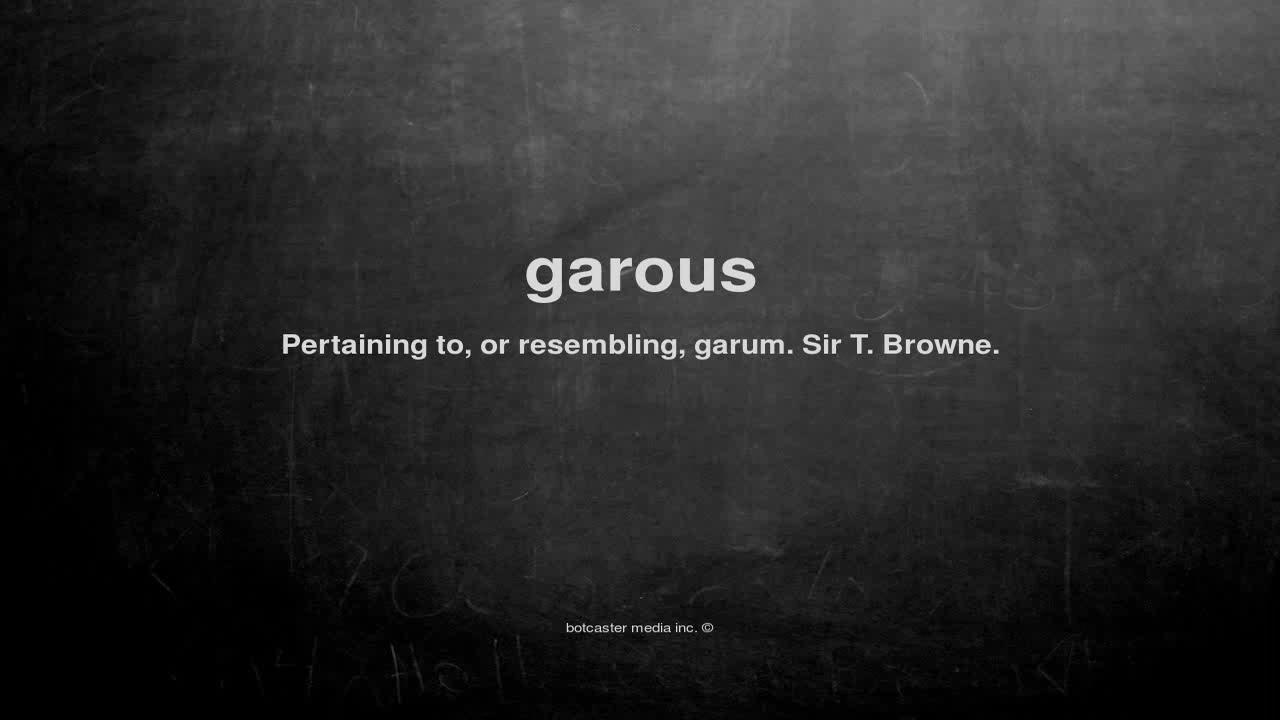 garous
Pertaining to, or resembling, garum. Sir T. Browne.
botcaster media inc. ©